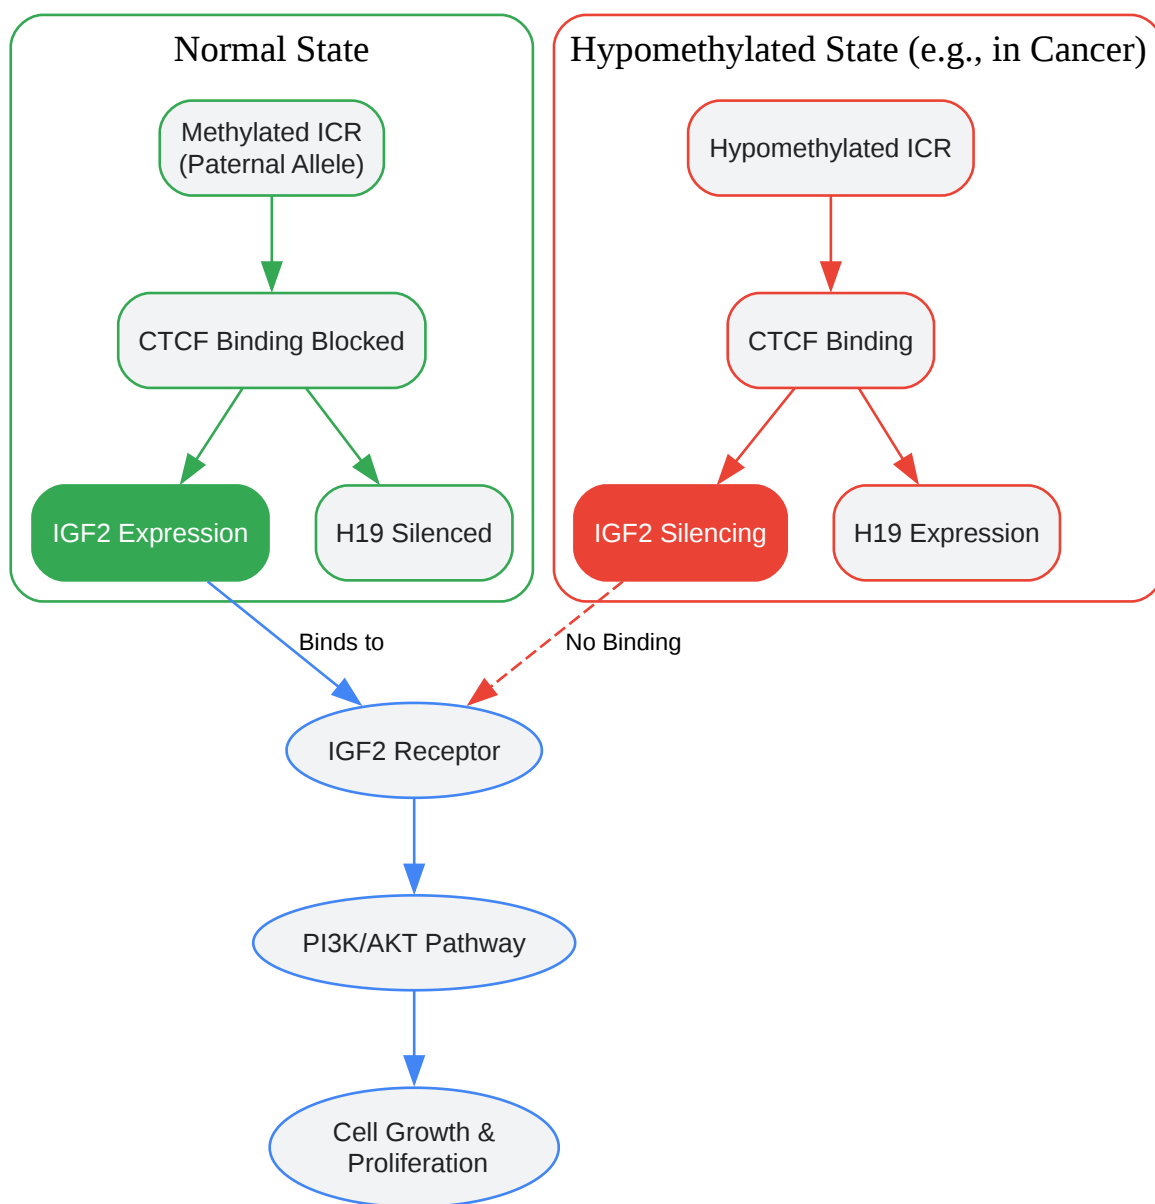 Normal State
Methylated ICR
(Paternal Allele)
CTCF Binding Blocked
IGF2 Expression
H19 Silenced
Hypomethylated State (e.g., in Cancer)
Hypomethylated ICR
CTCF Binding
IGF2 Silencing
H19 Expression
Binds to
No Binding
IGF2 Receptor
PI3K/AKT Pathway
Cell Growth &
Proliferation